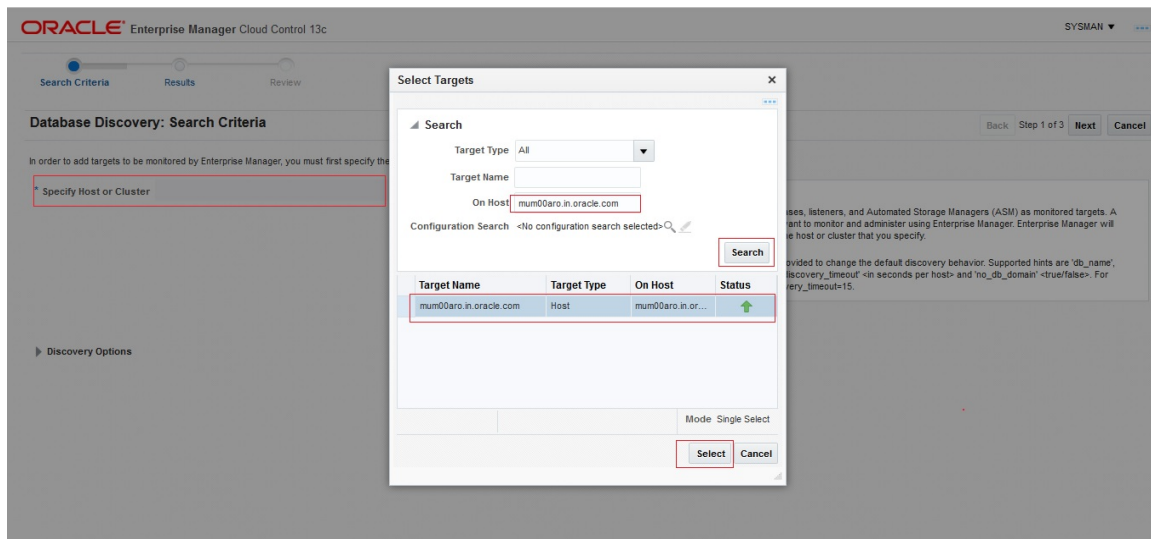 ORACLE Enterprise Manager Cloud Control 13c
SYSMAN
Search Criteria
Results
Review
Database Discovery: Search Criteria
Back Step 1 of 3 Next Cancel
In order to add targets to be monitored by Enterprise Manager, you must first specify the
* Specify Host or Cluster
Discovery Options
Select Targets
Search
Target Type All
Target Name
On Host mum00aro.in.oracle.com
Configuration Search <No configuration search selected>
Search
Target Name Target Type On Host Status
mum00aro.in.oracle.com Host mum00aro.in.or...
Mode Single Select
Select Cancel
ses, listeners, and Automated Storage Managers (ASM) as monitored targets. A
ant to monitor and administer using Enterprise Manager. Enterprise Manager will
e host or cluster that you specify.
ovided to change the default discovery behavior. Supported hints are 'db_name',
discovery_timeout' <in seconds per host> and 'no_db_domain' <true/false>. For
very_timeout=15.